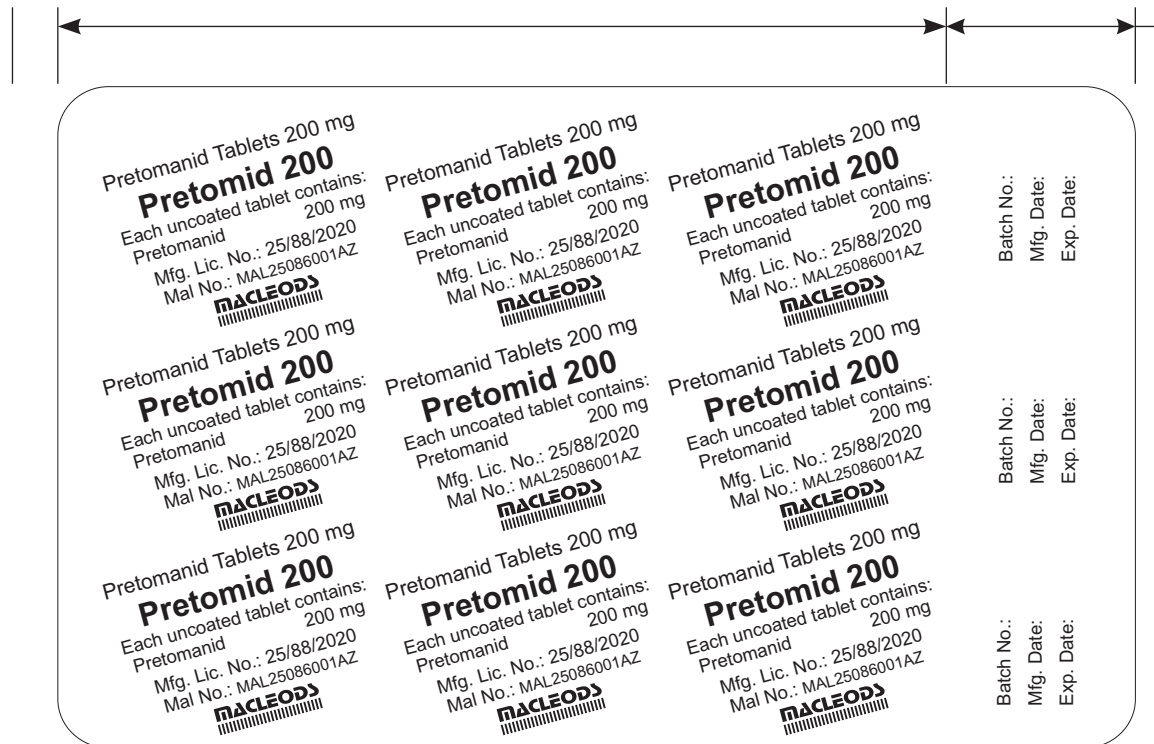 Pretomanid Tablets 200 mg
Pretomid 200
Each uncoated tablet contains:
Pretomanid 200 mg
Mfg. Lic. No.: 25/88/2020
Mal No.: MAL25086001AZ
MACLEODS
Pretomanid Tablets 200 mg
Pretomid 200
Each uncoated tablet contains:
Pretomanid 200 mg
Mfg. Lic. No.: 25/88/2020
Mal No.: MAL25086001AZ
MACLEODS
Pretomanid Tablets 200 mg
Pretomid 200
Each uncoated tablet contains:
Pretomanid 200 mg
Mfg. Lic. No.: 25/88/2020
Mal No.: MAL25086001AZ
MACLEODS
Batch No.:
Mfg. Date:
Exp. Date:
Pretomanid Tablets 200 mg
Pretomid 200
Each uncoated tablet contains:
Pretomanid 200 mg
Mfg. Lic. No.: 25/88/2020
Mal No.: MAL25086001AZ
MACLEODS
Pretomanid Tablets 200 mg
Pretomid 200
Each uncoated tablet contains:
Pretomanid 200 mg
Mfg. Lic. No.: 25/88/2020
Mal No.: MAL25086001AZ
MACLEODS
Pretomanid Tablets 200 mg
Pretomid 200
Each uncoated tablet contains:
Pretomanid 200 mg
Mfg. Lic. No.: 25/88/2020
Mal No.: MAL25086001AZ
MACLEODS
Batch No.:
Mfg. Date:
Exp. Date:
Pretomanid Tablets 200 mg
Pretomid 200
Each uncoated tablet contains:
Pretomanid 200 mg
Mfg. Lic. No.: 25/88/2020
Mal No.: MAL25086001AZ
MACLEODS
Pretomanid Tablets 200 mg
Pretomid 200
Each uncoated tablet contains:
Pretomanid 200 mg
Mfg. Lic. No.: 25/88/2020
Mal No.: MAL25086001AZ
MACLEODS
Pretomanid Tablets 200 mg
Pretomid 200
Each uncoated tablet contains:
Pretomanid 200 mg
Mfg. Lic. No.: 25/88/2020
Mal No.: MAL25086001AZ
MACLEODS
Batch No.:
Mfg. Date:
Exp. Date: